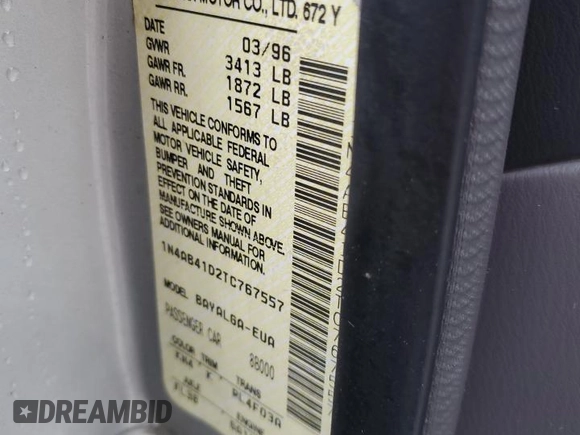 MOTOR CO., LTD. 672 Y
DATE 03/96
GVWR 3413 LB
GAWR FR. 1872 LB
GAWR RR. 1567 LB
THIS VEHICLE CONFORMS TO
ALL APPLICABLE FEDERAL
MOTOR VEHICLE SAFETY,
BUMPER AND THEFT
PREVENTION STANDARDS IN
EFFECT ON THE DATE OF
MANUFACTURE SHOWN ABOVE.
SEE OWNERS MANUAL FOR
ADDITIONAL INFORMATION.
1N4AB41D2TC767557
MODEL BAYALGA-EUA
PASSENGER CAR 88000
COLOR TRIM TRANS
RL4F03A
ENGINE
DREAMBID